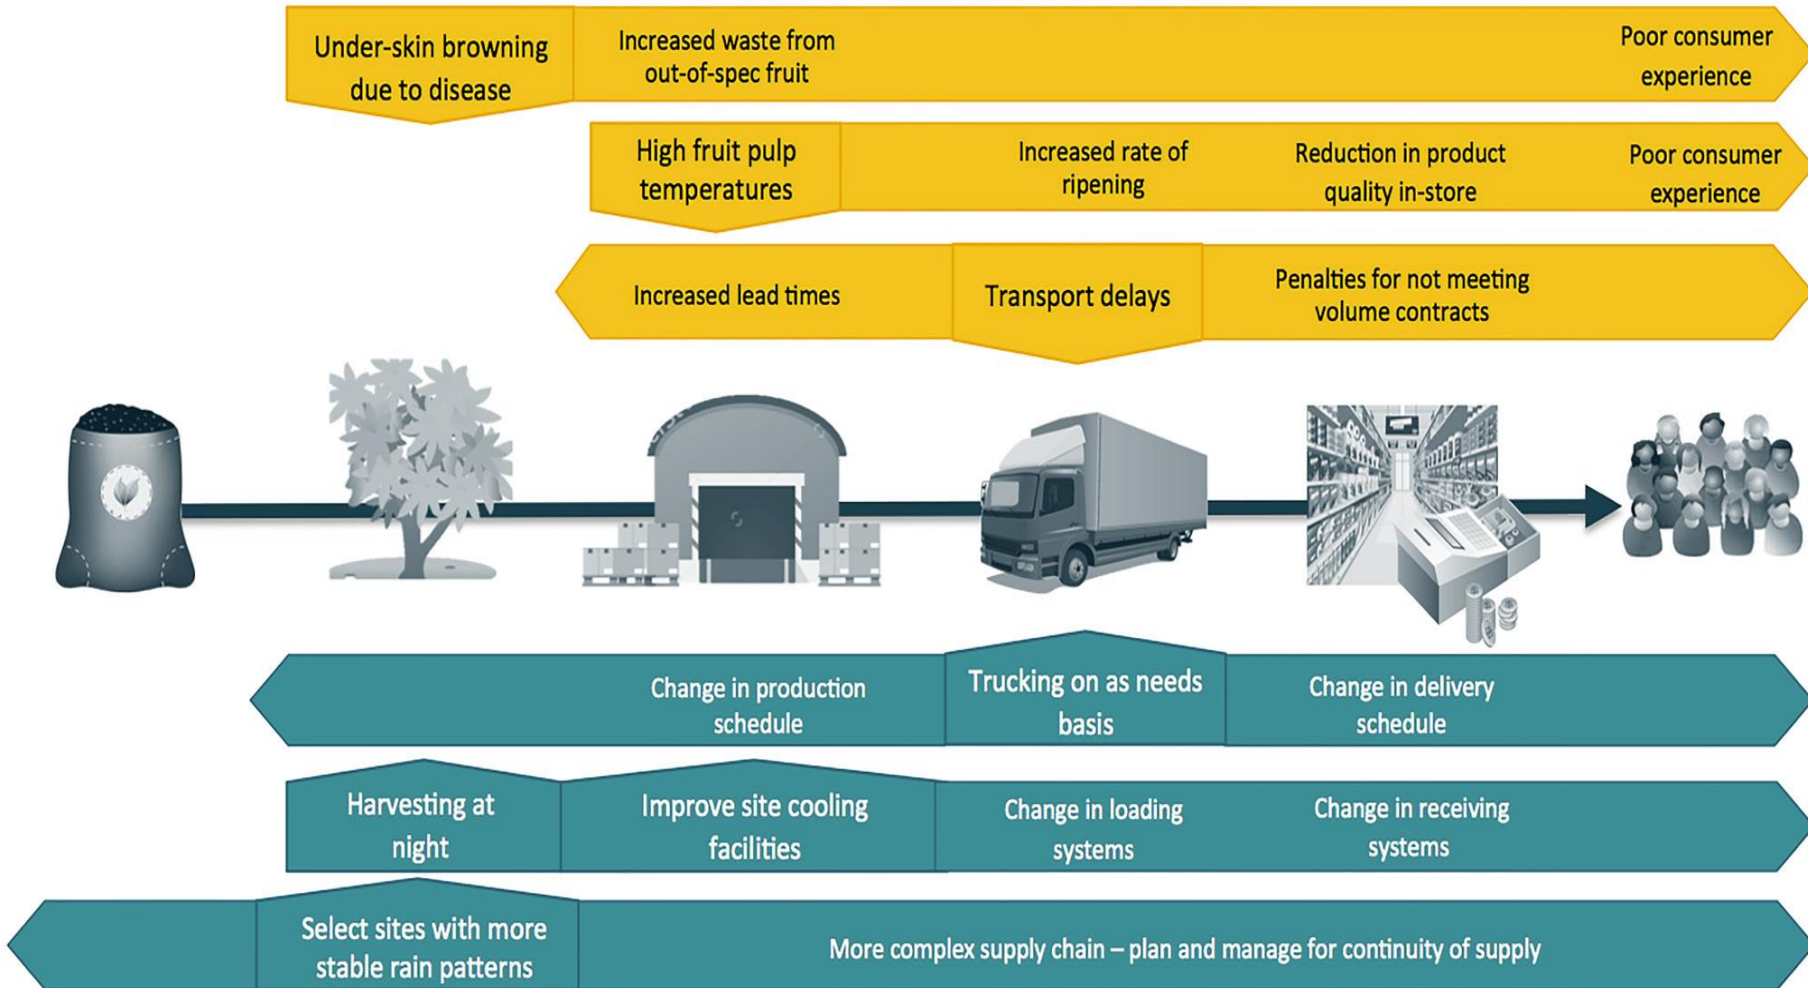 Under-skin browning
due to disease
Increased waste from
out-of-spec fruit
Poor consumer
experience
High fruit pulp
temperatures
Increased rate of
ripening
Reduction in product
quality in-store
Poor consumer
experience
Increased lead times
Transport delays
Penalties for not meeting
volume contracts
Change in production
schedule
Trucking on as needs
basis
Change in delivery
schedule
Harvesting at
night
Improve site cooling
facilities
Change in loading
systems
Change in receiving
systems
Select sites with more
stable rain patterns
More complex supply chain – plan and manage for continuity of supply